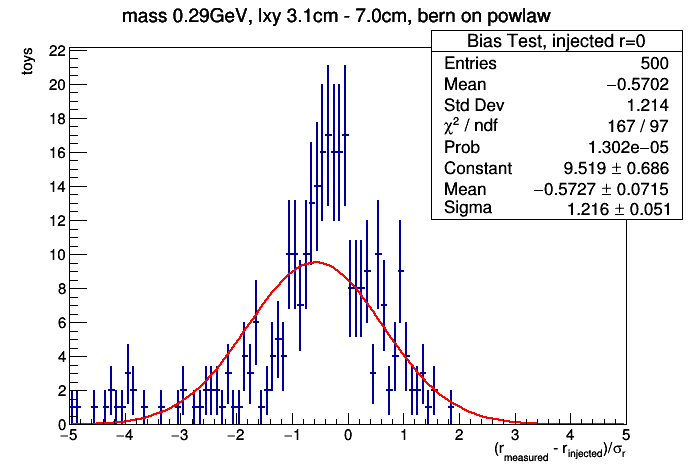 mass 0.29GeV, lxy 3.1cm - 7.0cm, bern on powlaw
Bias Test, injected r=0
Entries 500
Mean −0.5702
Std Dev 1.214
χ² / ndf 167 / 97
Prob 1.302e−05
Constant 9.519 ± 0.686
Mean −0.5727 ± 0.0715
Sigma 1.216 ± 0.051
toys
22
20
18
16
14
12
10
8
6
4
2
0
−5 −4 −3 −2 −1 0 1 2 3 4 5
(r_measured - r_injected)/σ_r